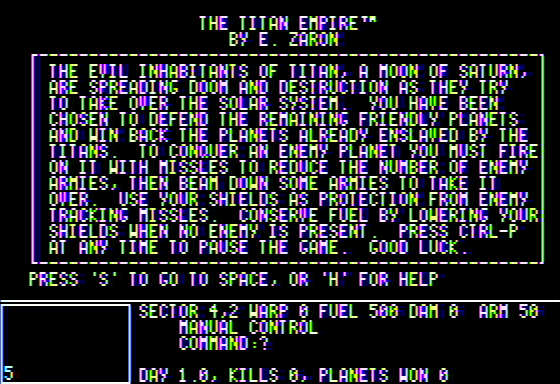 THE TITAN EMPIRE™
BY E. ZARON
THE EVIL INHABITANTS OF TITAN, A MOON OF SATURN,
ARE SPREADING DOOM AND DESTRUCTION AS THEY TRY
TO TAKE OVER THE SOLAR SYSTEM.  YOU HAVE BEEN
CHOSEN TO DEFEND THE REMAINING FRIENDLY PLANETS
AND WIN BACK THE PLANETS ALREADY ENSLAVED BY THE
TITANS.  TO CONQUER AN ENEMY PLANET YOU MUST FIRE
ON IT WITH MISSLES TO REDUCE THE NUMBER OF ENEMY
ARMIES, THEN BEAM DOWN SOME ARMIES TO TAKE IT
OVER.  USE YOUR SHIELDS AS PROTECTION FROM ENEMY
TRACKING MISSLES.  CONSERVE FUEL BY LOWERING YOUR
SHIELDS WHEN NO ENEMY IS PRESENT.  PRESS CTRL-P
AT ANY TIME TO PAUSE THE GAME.  GOOD LUCK.
PRESS 'S' TO GO TO SPACE, OR 'H' FOR HELP
SECTOR 4,2 WARP 0 FUEL 500 DAM 0  ARM 50
MANUAL CONTROL
COMMAND:?
5
DAY 1.0, KILLS 0, PLANETS WON 0